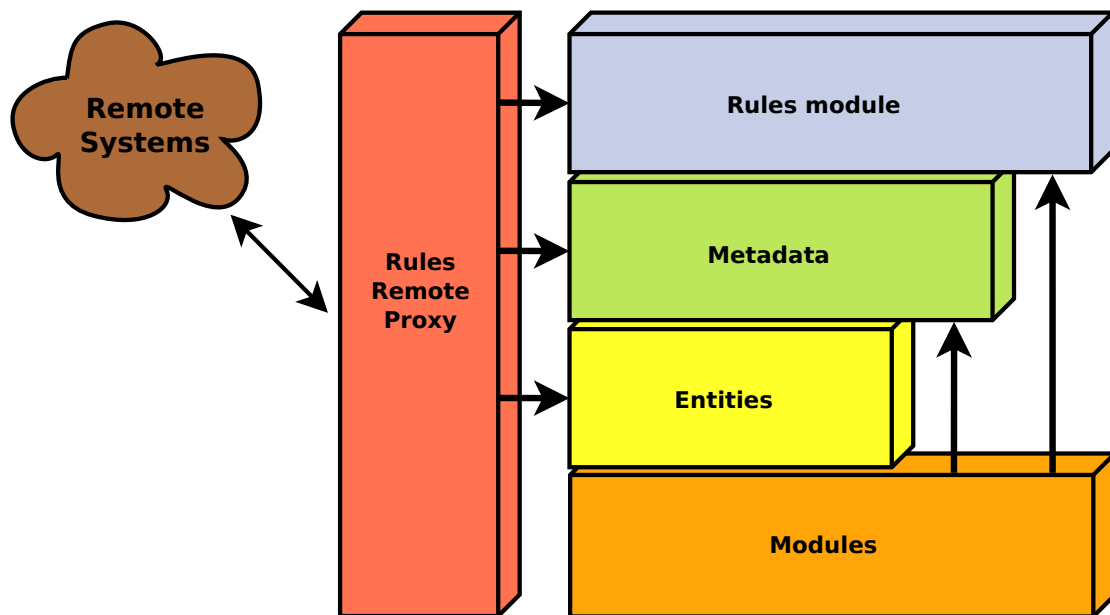 Remote
Systems
Rules
Remote
Proxy
Rules module
Metadata
Entities
Modules